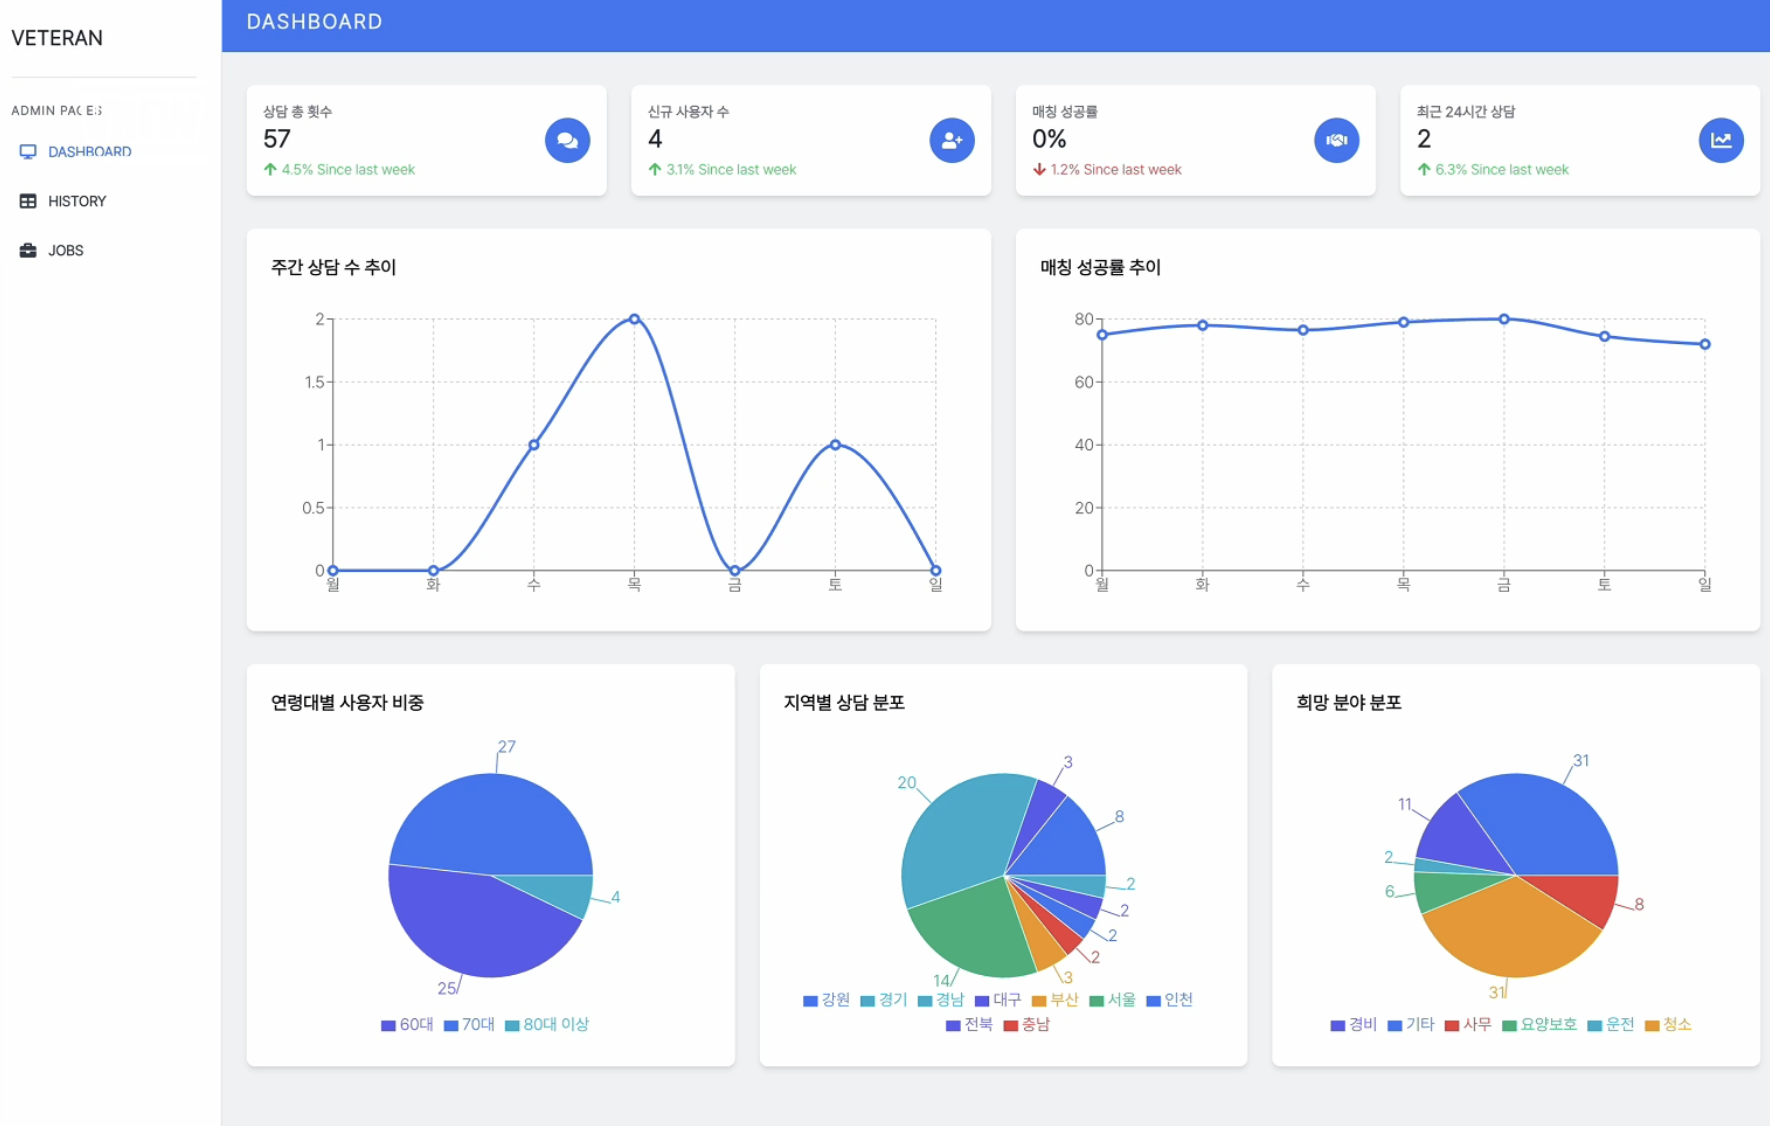 VETERAN
ADMIN PAGES
DASHBOARD
HISTORY
JOBS
DASHBOARD
상담 총 횟수
57
4.5% Since last week
신규 사용자 수
4
3.1% Since last week
매칭 성공률
0%
1.2% Since last week
최근 24시간 상담
2
6.3% Since last week
주간 상담 수 추이
2
1.5
1
0.5
0
월 화 수 목 금 토 일
매칭 성공률 추이
80
60
40
20
0
월 화 수 목 금 토 일
연령대별 사용자 비중
27
4
25
60대 70대 80대 이상
지역별 상담 분포
3
20
8
2
2
2
2
3
14
강원 경기 경남 대구 부산 서울 인천
전북 충남
희망 분야 분포
31
11
2
6
8
31
경비 기타 사무 요양보호 운전 청소